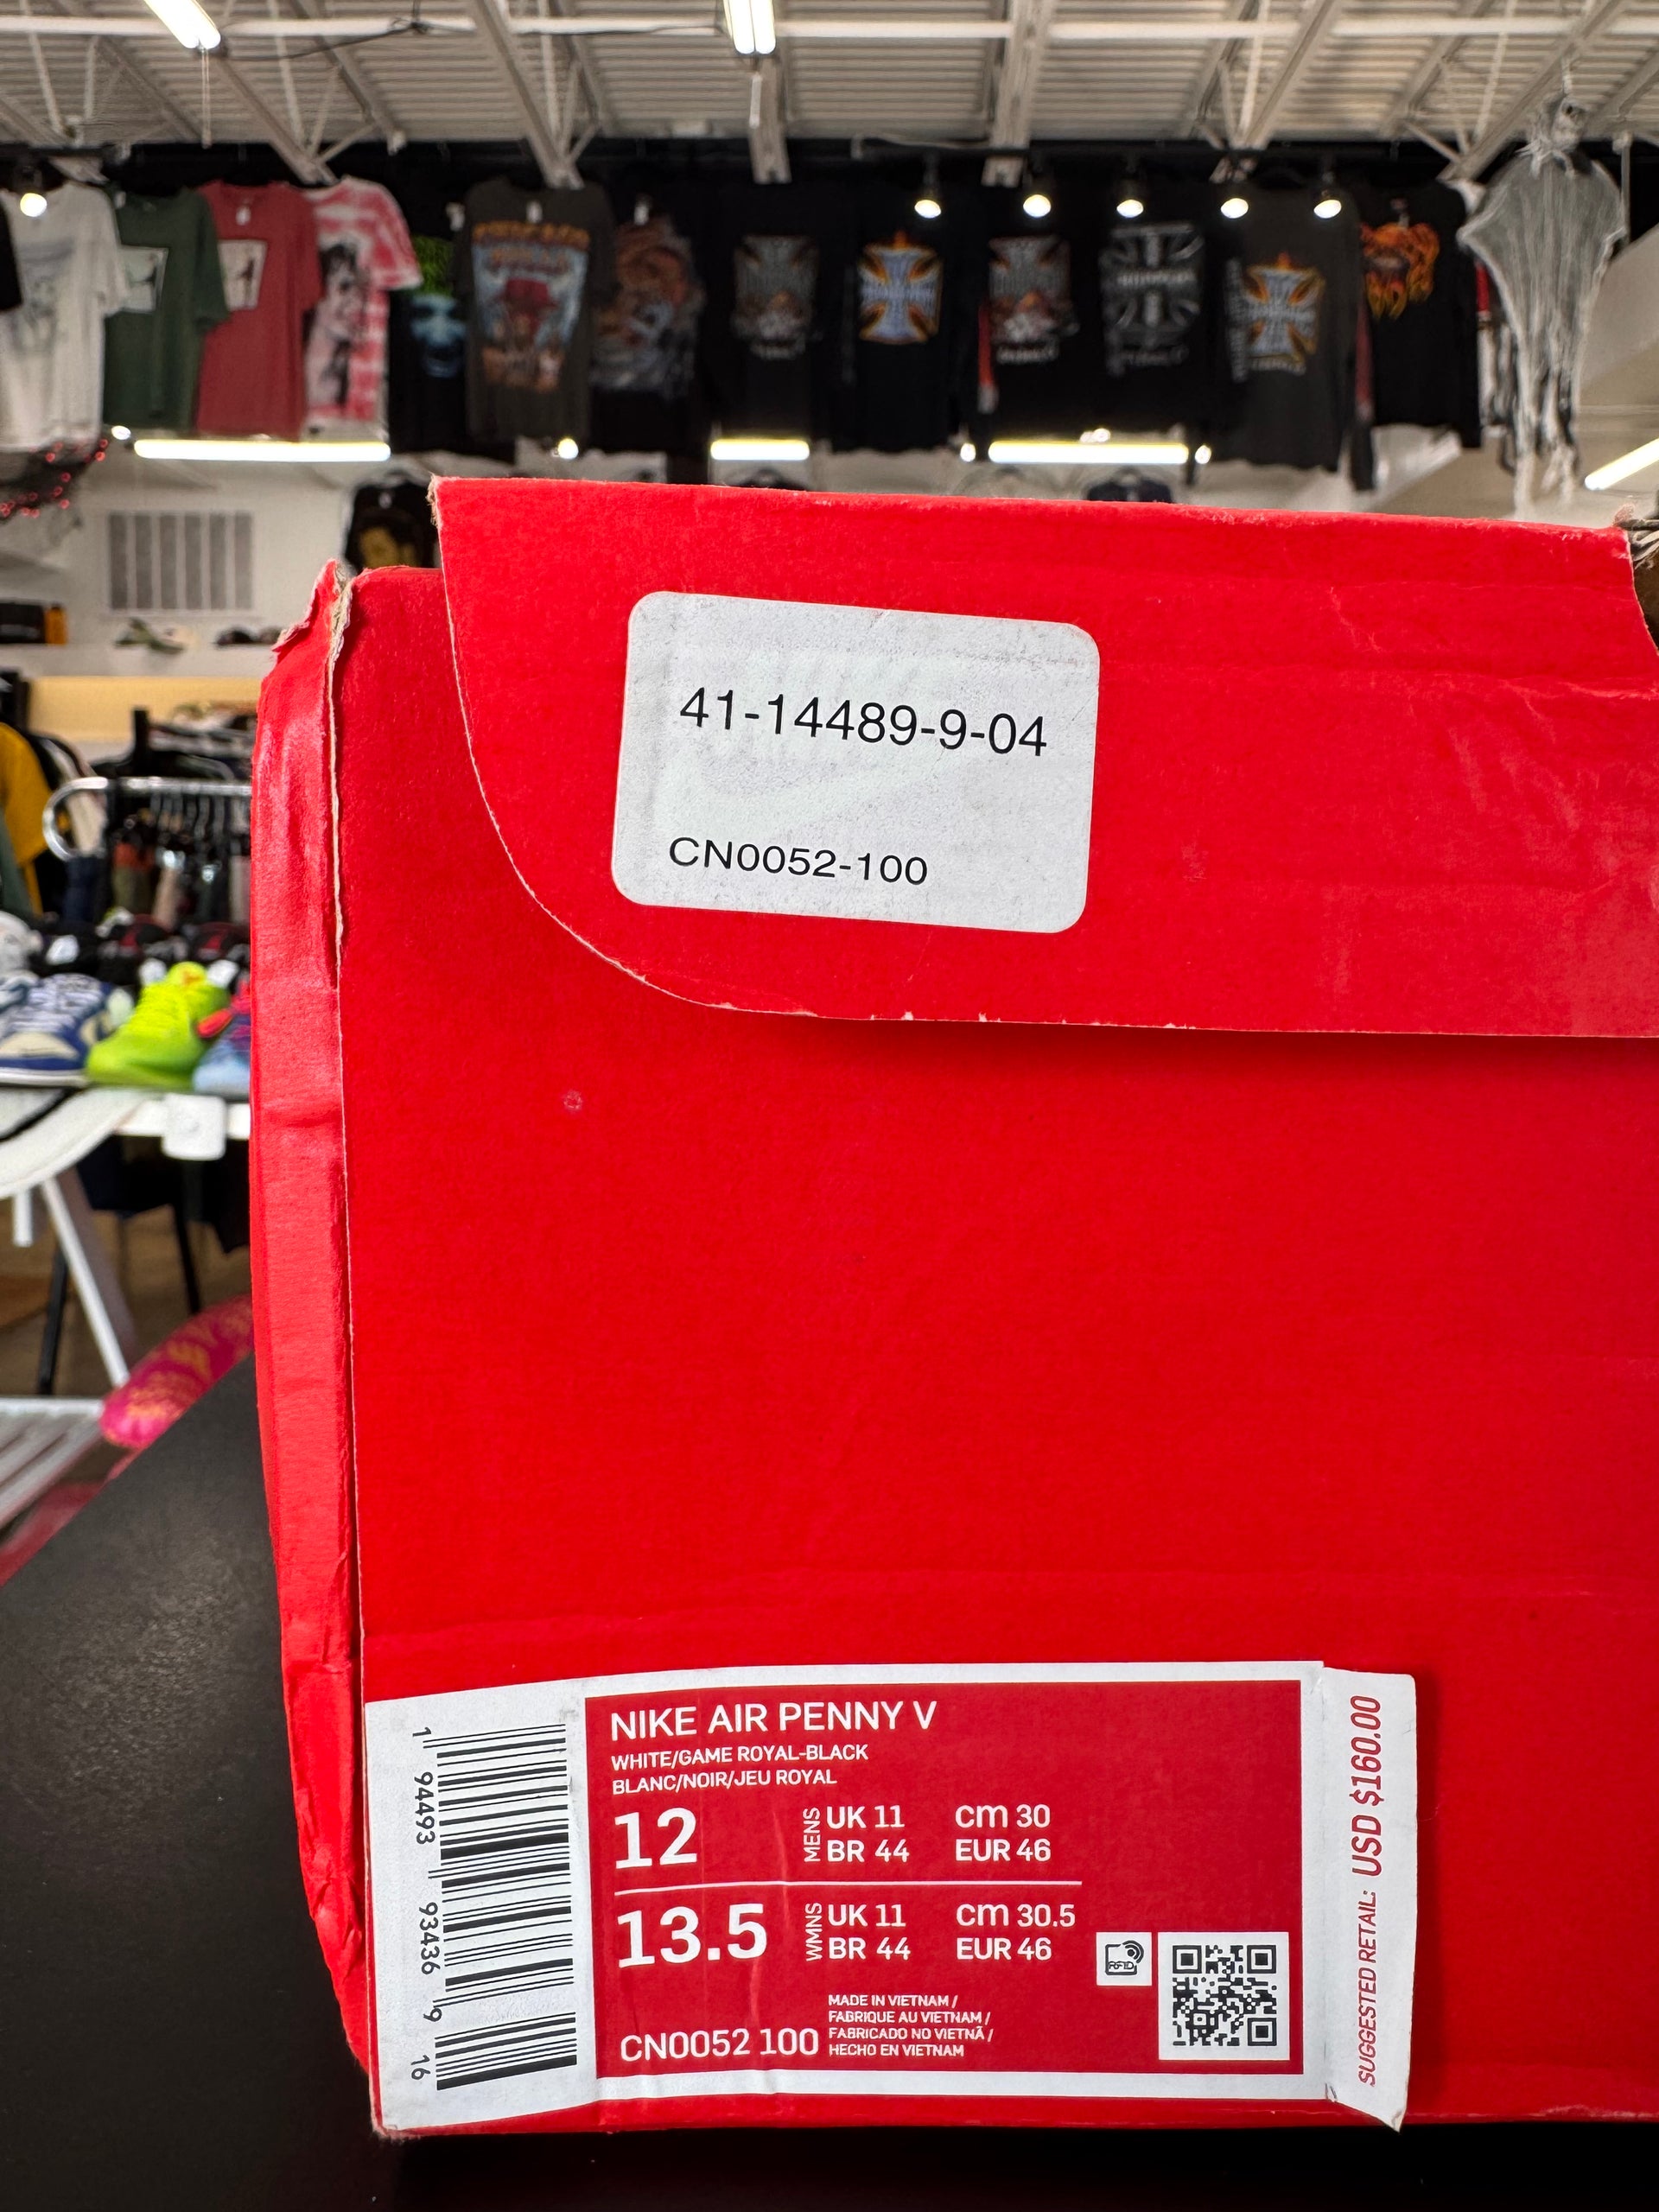 41-14489-9-04
CN0052-100
NIKE AIR PENNY V
WHITE/GAME ROYAL-BLACK
BLANC/NOIR/JEU ROYAL
12
MENS
UK 11
cm 30
BR 44
EUR 46
13.5
WMNS
UK 11
cm 30.5
BR 44
EUR 46
RFID
CN0052 100
MADE IN VIETNAM /
FABRIQUE AU VIETNAM /
FABRICADO NO VIETNÃ /
HECHO EN VIETNAM
1 94493 93436 9 16
SUGGESTED RETAIL: USD $160.00